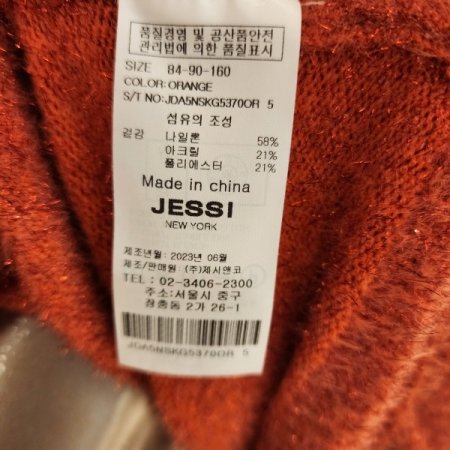 품질경영 및 공산품안전
관리법에 의한 품질표시
SIZE 84-90-160
COLOR:ORANGE
S/T NO:JDA5NSKG5370OR 5
섬유의 조성
겉감 나일론 58%
아크릴 21%
폴리에스터 21%
Made in china
JESSI
NEW YORK
제조년월 : 2023년 06월
제조/판매원 : (주)제시앤코
TEL : 02-3406-2300
주소:서울시 중구
장충동 2가 26-1
JDA5NSKG5370OR 5